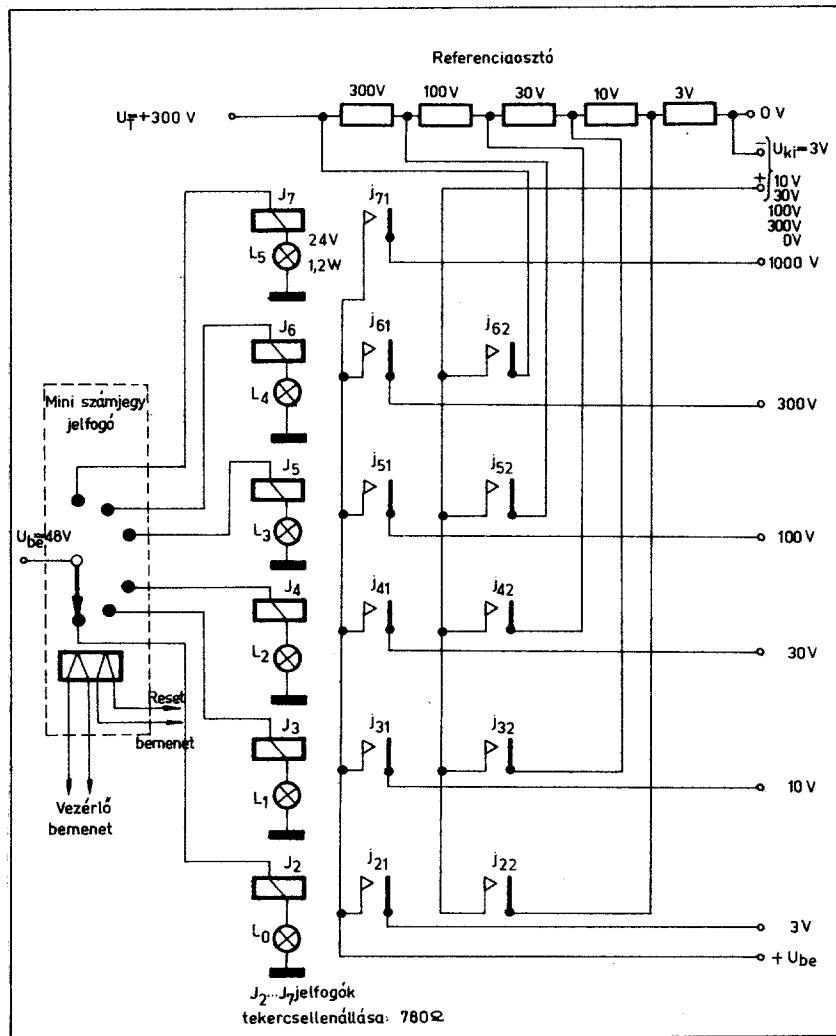 Referenciaosztó
300V 100V 30V 10V 3V
U_T=+300 V
0 V
− U_ki=3V
+ 10V
30V
100V
300V
0V
1000 V
J7
L5
24V
1,2W
j71
J6
L4
j61 j62
300V
Mini számjegy
jelfogó
J5
L3
j51 j52
100V
U_be=48V
J4
L2
j41 j42
30V
Reset
bemenet
Vezérlő
bemenet
J3
L1
j31 j32
10V
J2
L0
j21 j22
3V
+ U_be
J2...J7 jelfogók
tekercsellenállása: 780Ω